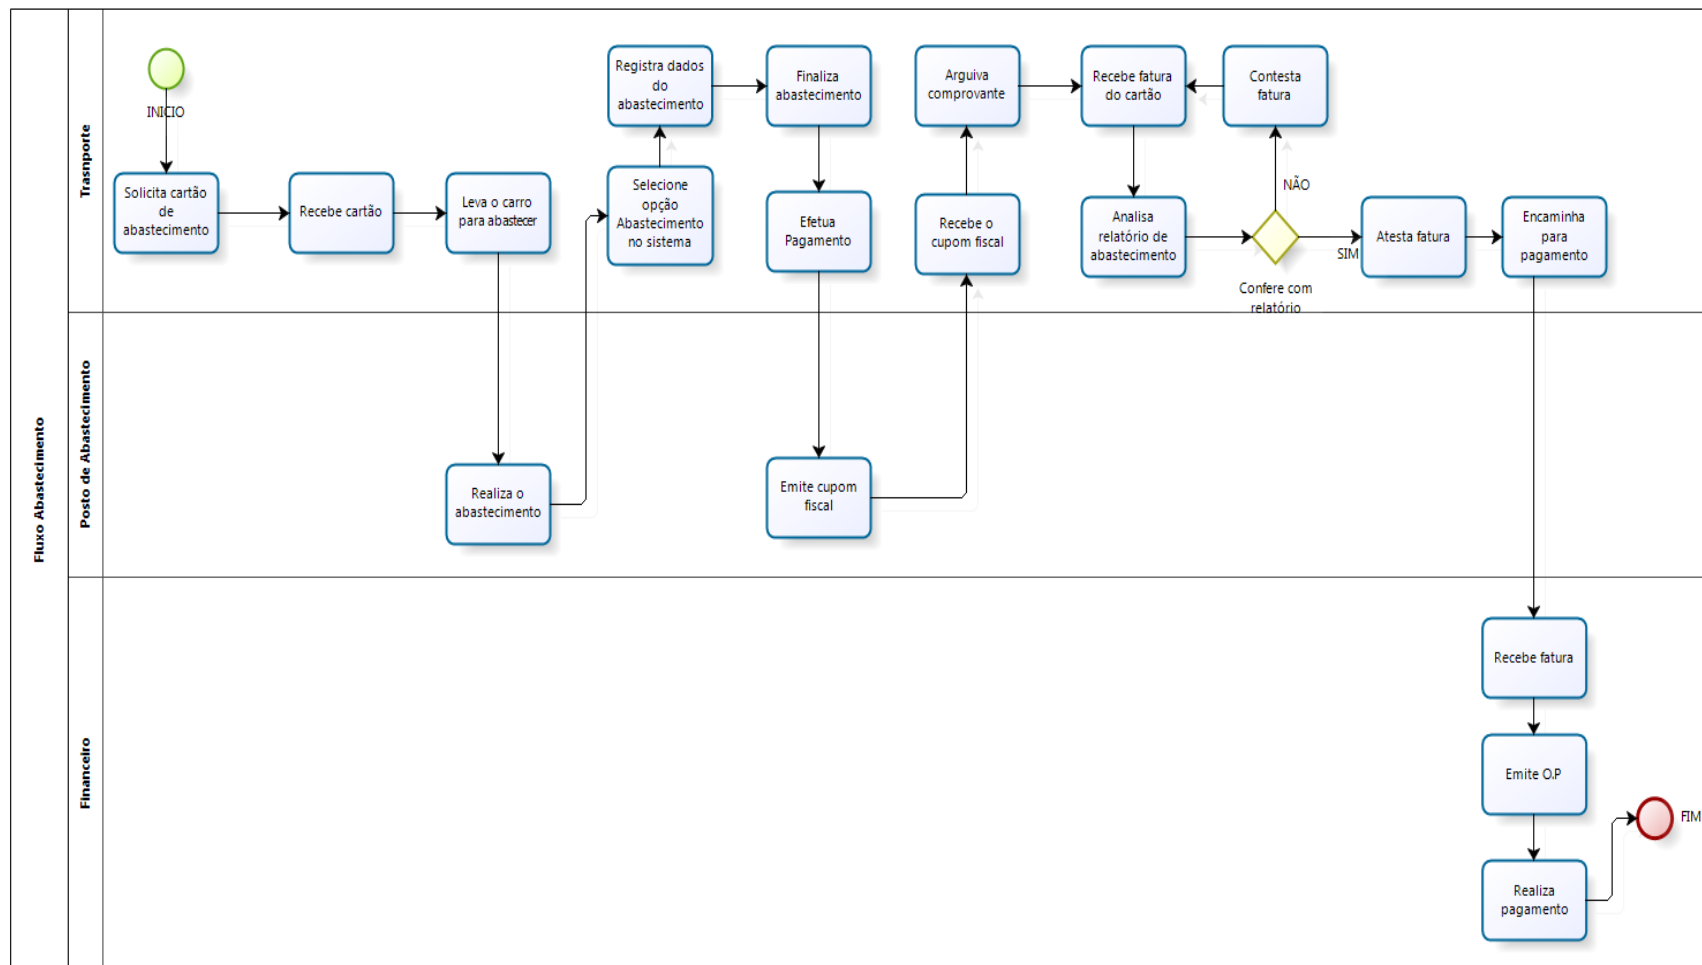 Fluxo Abastecimento
Trasnporte
INICIO
Solicita cartão
de
abastecimento
Recebe cartão
Leva o carro
para abastecer
Selecione
opção
Abastecimento
no sistema
Registra dados
do
abastecimento
Finaliza
abastecimento
Efetua
Pagamento
Recebe o
cupom fiscal
Arguiva
comprovante
Recebe fatura
do cartão
Contesta
fatura
Analisa
relatório de
abastecimento
NÃO
SIM
Confere com
relatório
Atesta fatura
Encaminha
para
pagamento
Posto de Abastecimento
Realiza o
abastecimento
Emite cupom
fiscal
Financeiro
Recebe fatura
Emite O.P
Realiza
pagamento
FIM